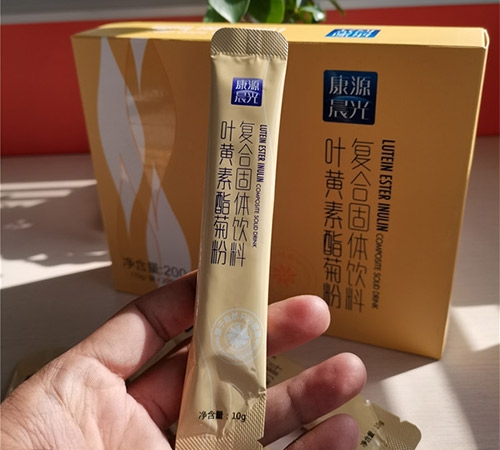 康源
晨光
叶黄素酯菊粉
复合固体饮料
LUTEIN ESTER INULIN COMPOSITE SOLID DRINK
净含量：10g
康源
晨光
叶黄素酯菊粉
复合固体饮料
LUTEIN ESTER INULIN COMPOSITE SOLID DRINK
净含量:200